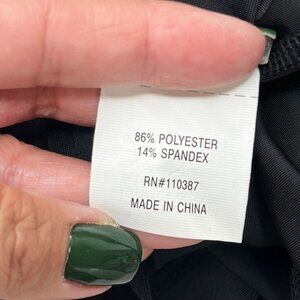 86% POLYESTER
14% SPANDEX
RN#110387
MADE IN CHINA